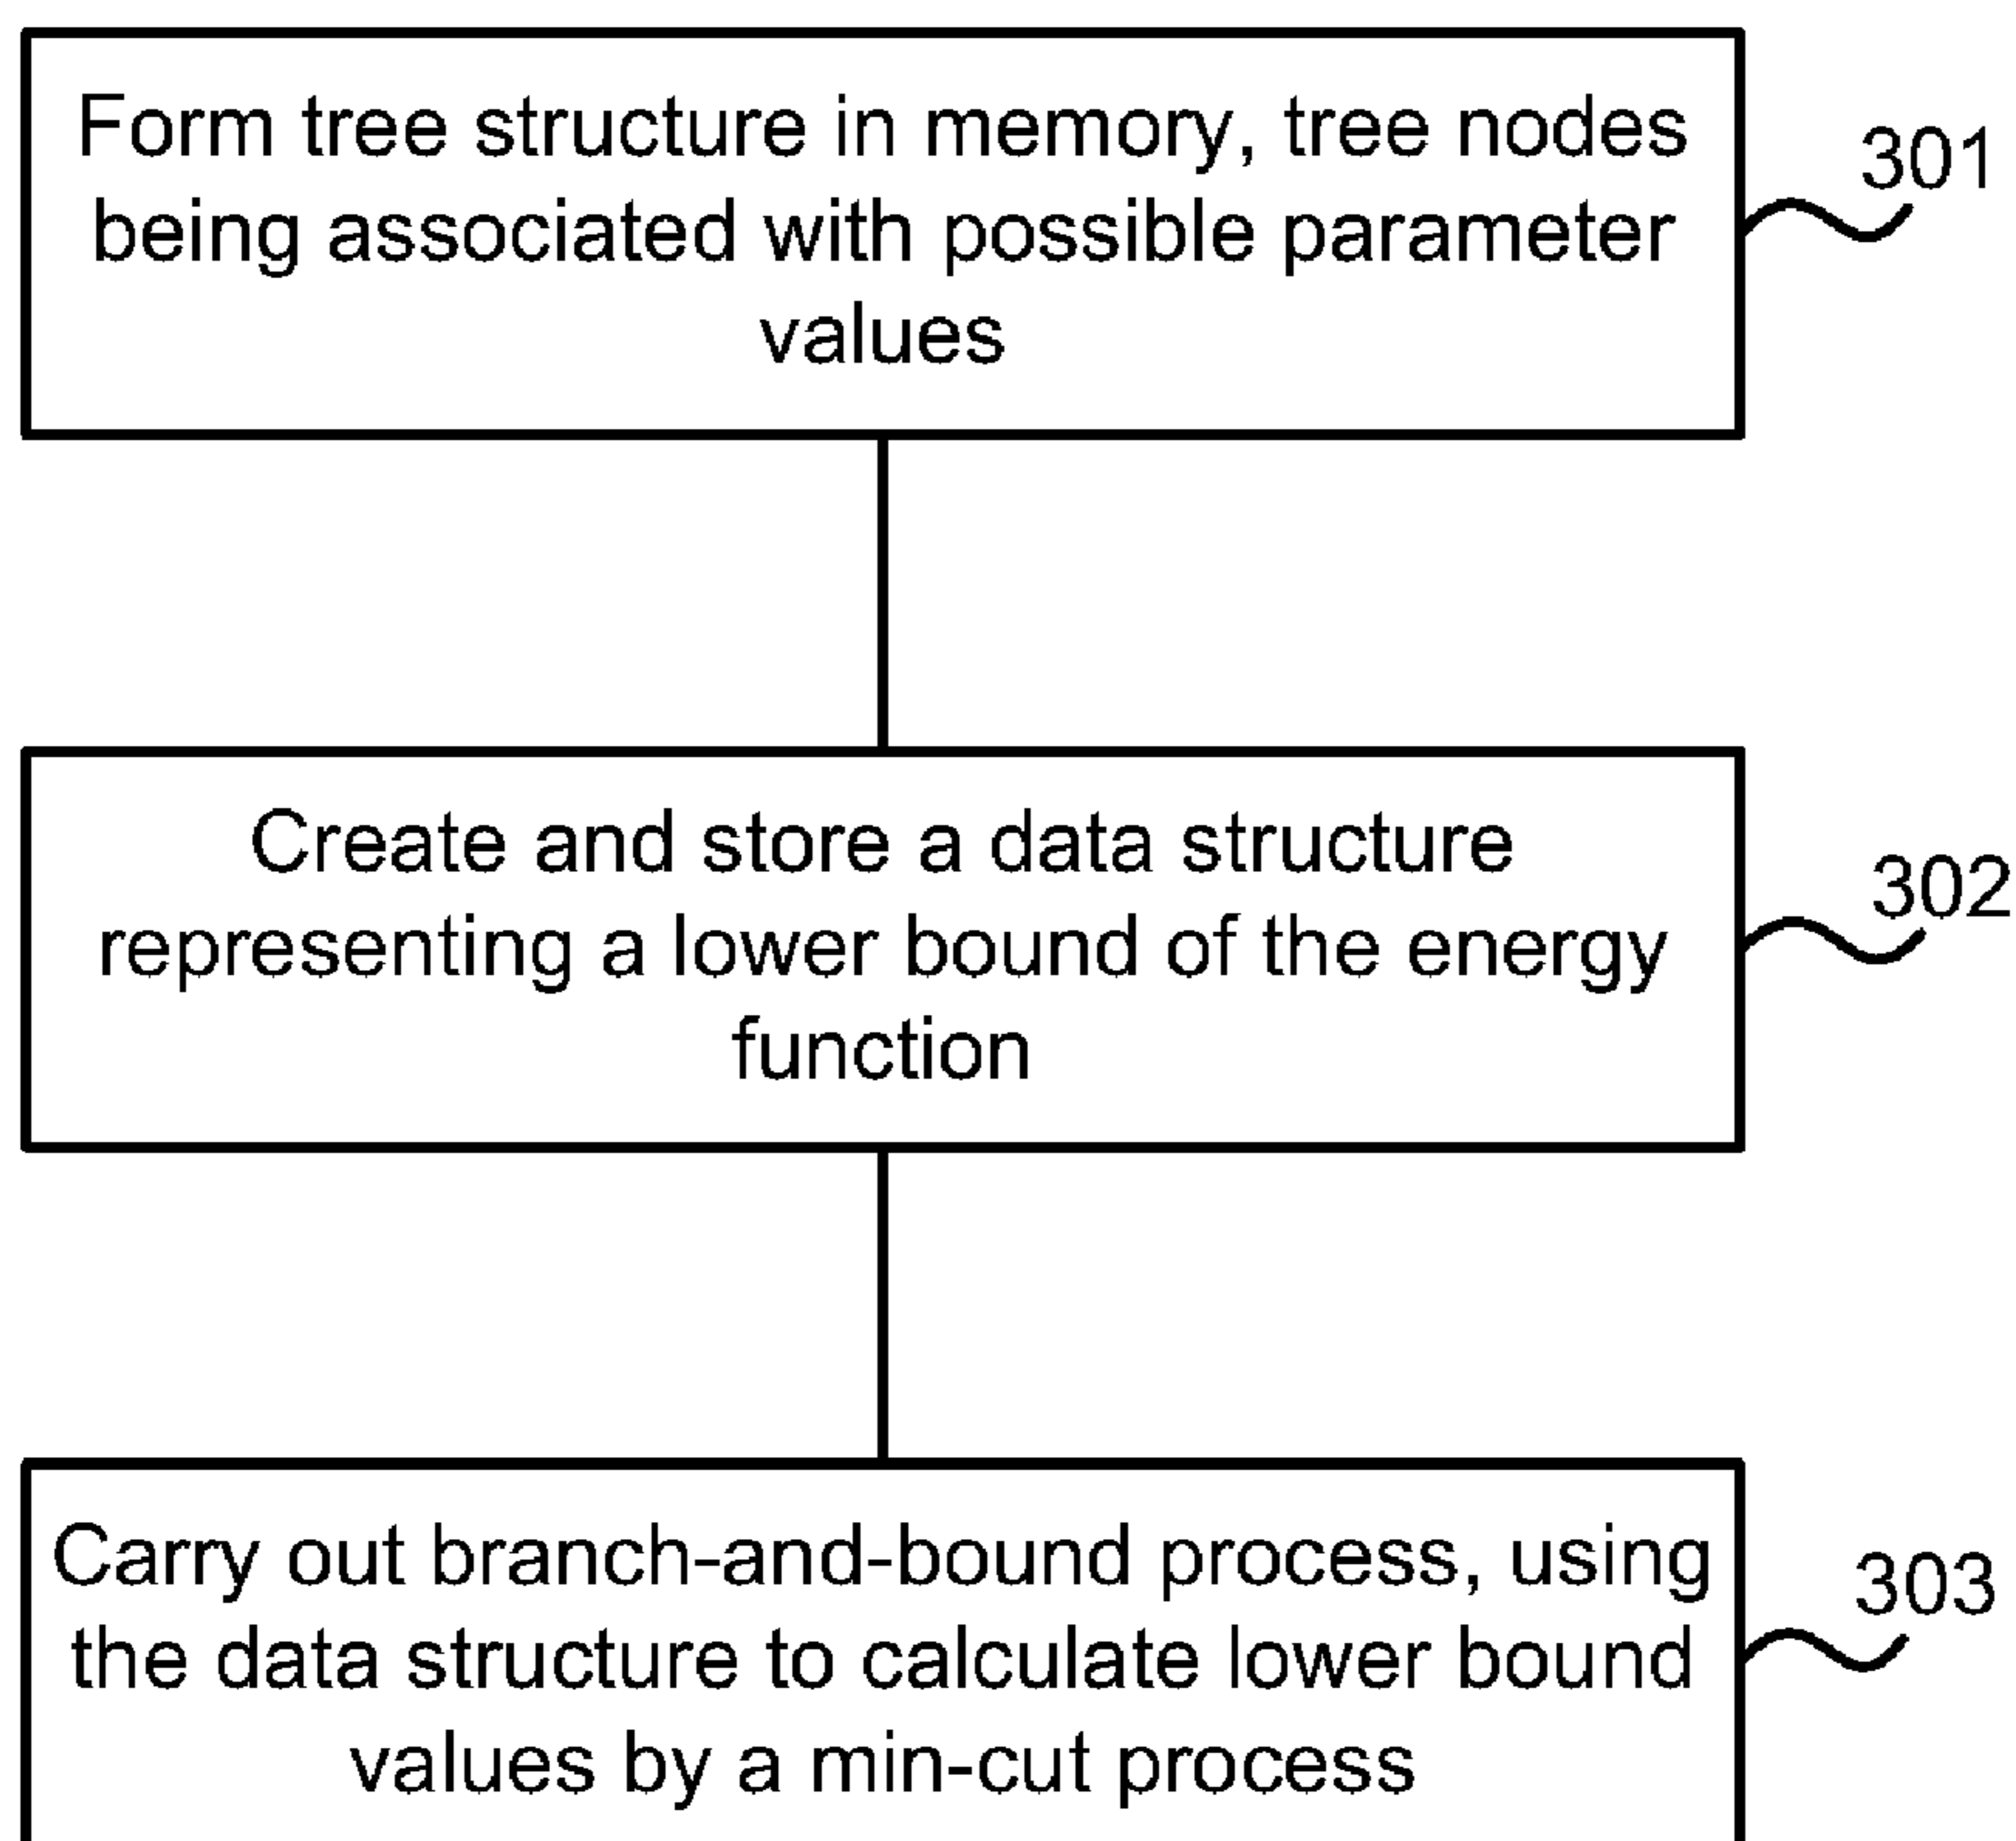 Form tree structure in memory, tree nodes
being associated with possible parameter
values
301
Create and store a data structure
representing a lower bound of the energy
function
302
Carry out branch-and-bound process, using
the data structure to calculate lower bound
values by a min-cut process
303